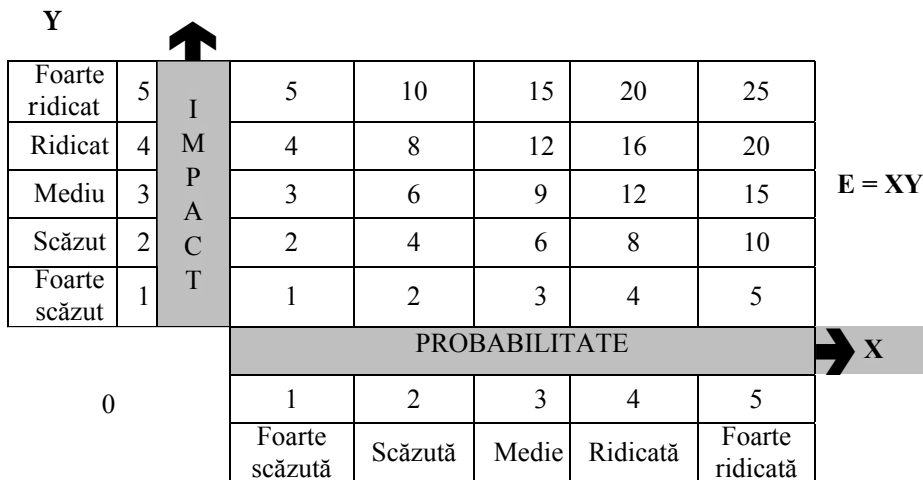 Y
Foarte
ridicat 5 5 10 15 20 25
I
Ridicat 4 M 4 8 12 16 20
P
Mediu 3 3 6 9 12 15 E = XY
A
Scăzut 2 C 2 4 6 8 10
T
Foarte
scăzut 1 1 2 3 4 5
PROBABILITATE X
0 1 2 3 4 5
Foarte Scăzută Medie Ridicată Foarte
scăzută ridicată